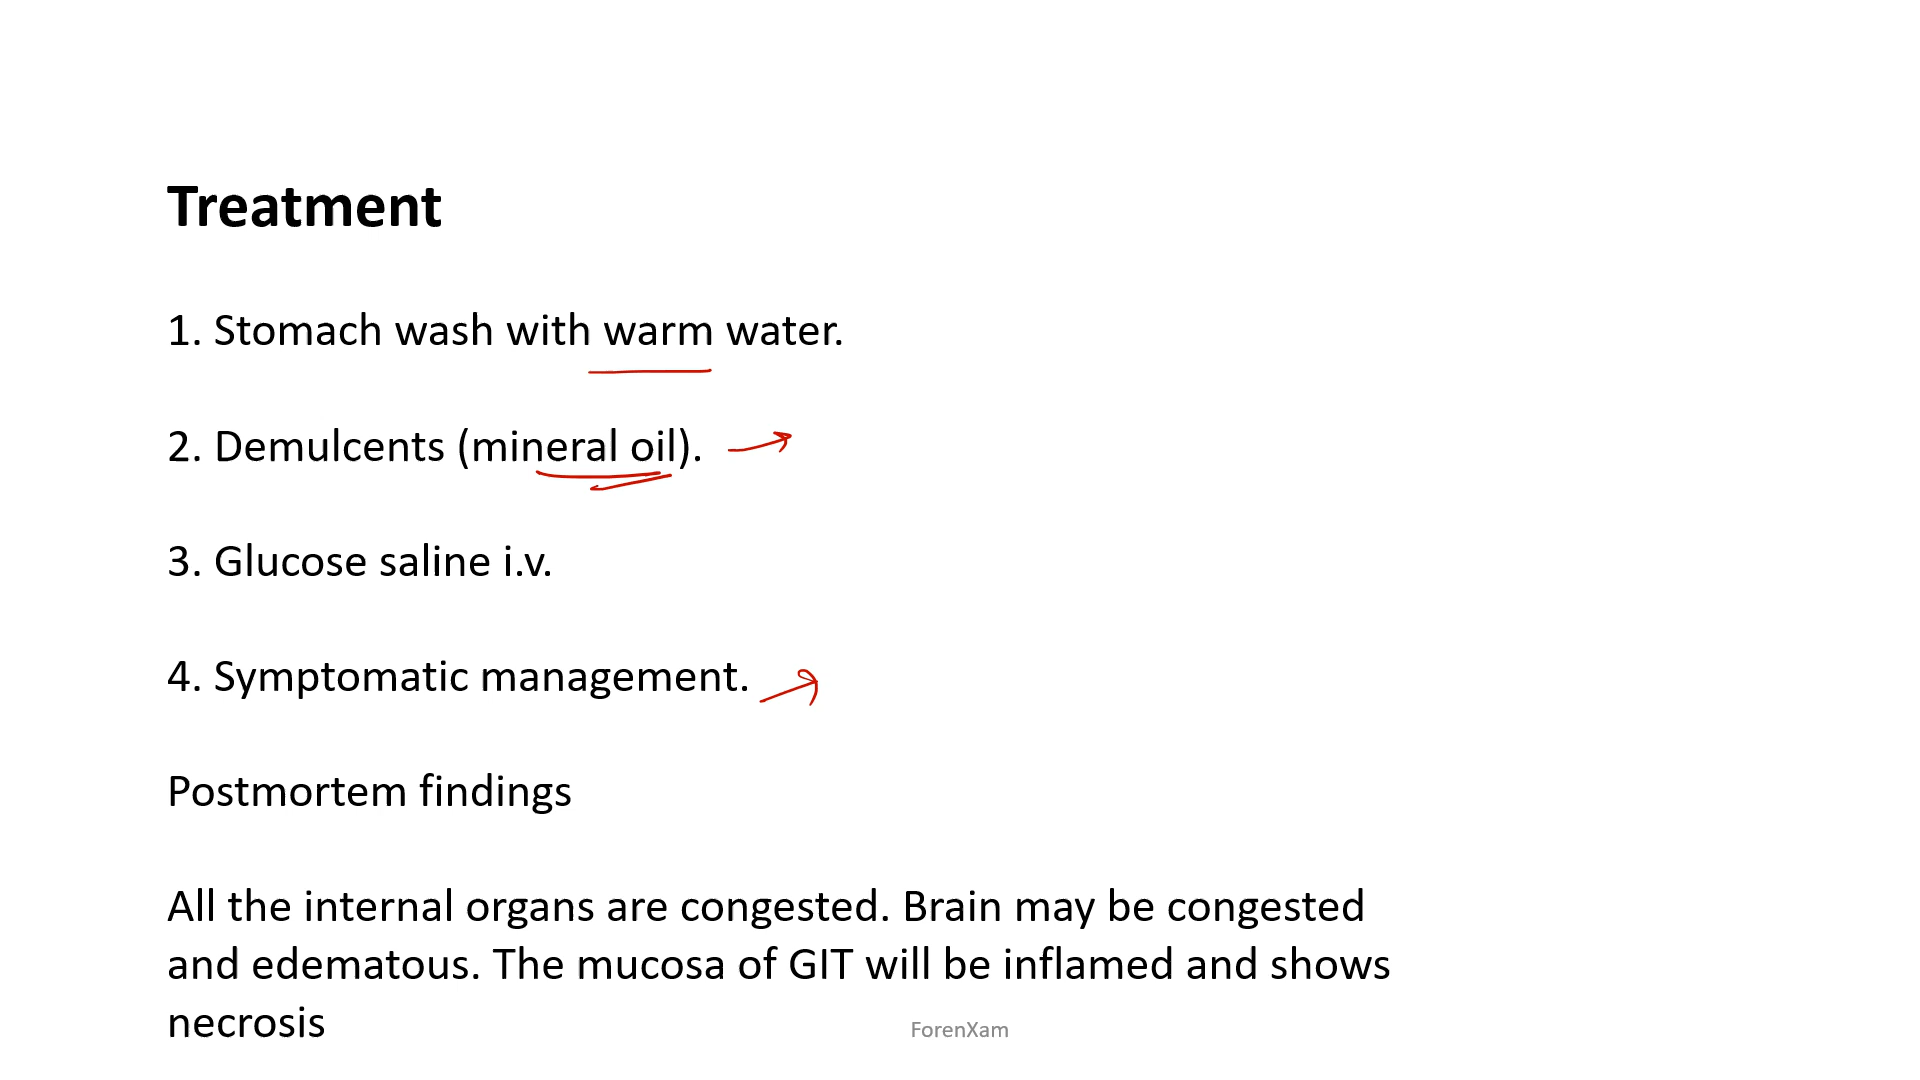 Treatment
1. Stomach wash with warm water.
2. Demulcents (mineral oil).
3. Glucose saline i.v.
4. Symptomatic management.
Postmortem findings
All the internal organs are congested. Brain may be congested
and edematous. The mucosa of GIT will be inflamed and shows
necrosis
ForenXam